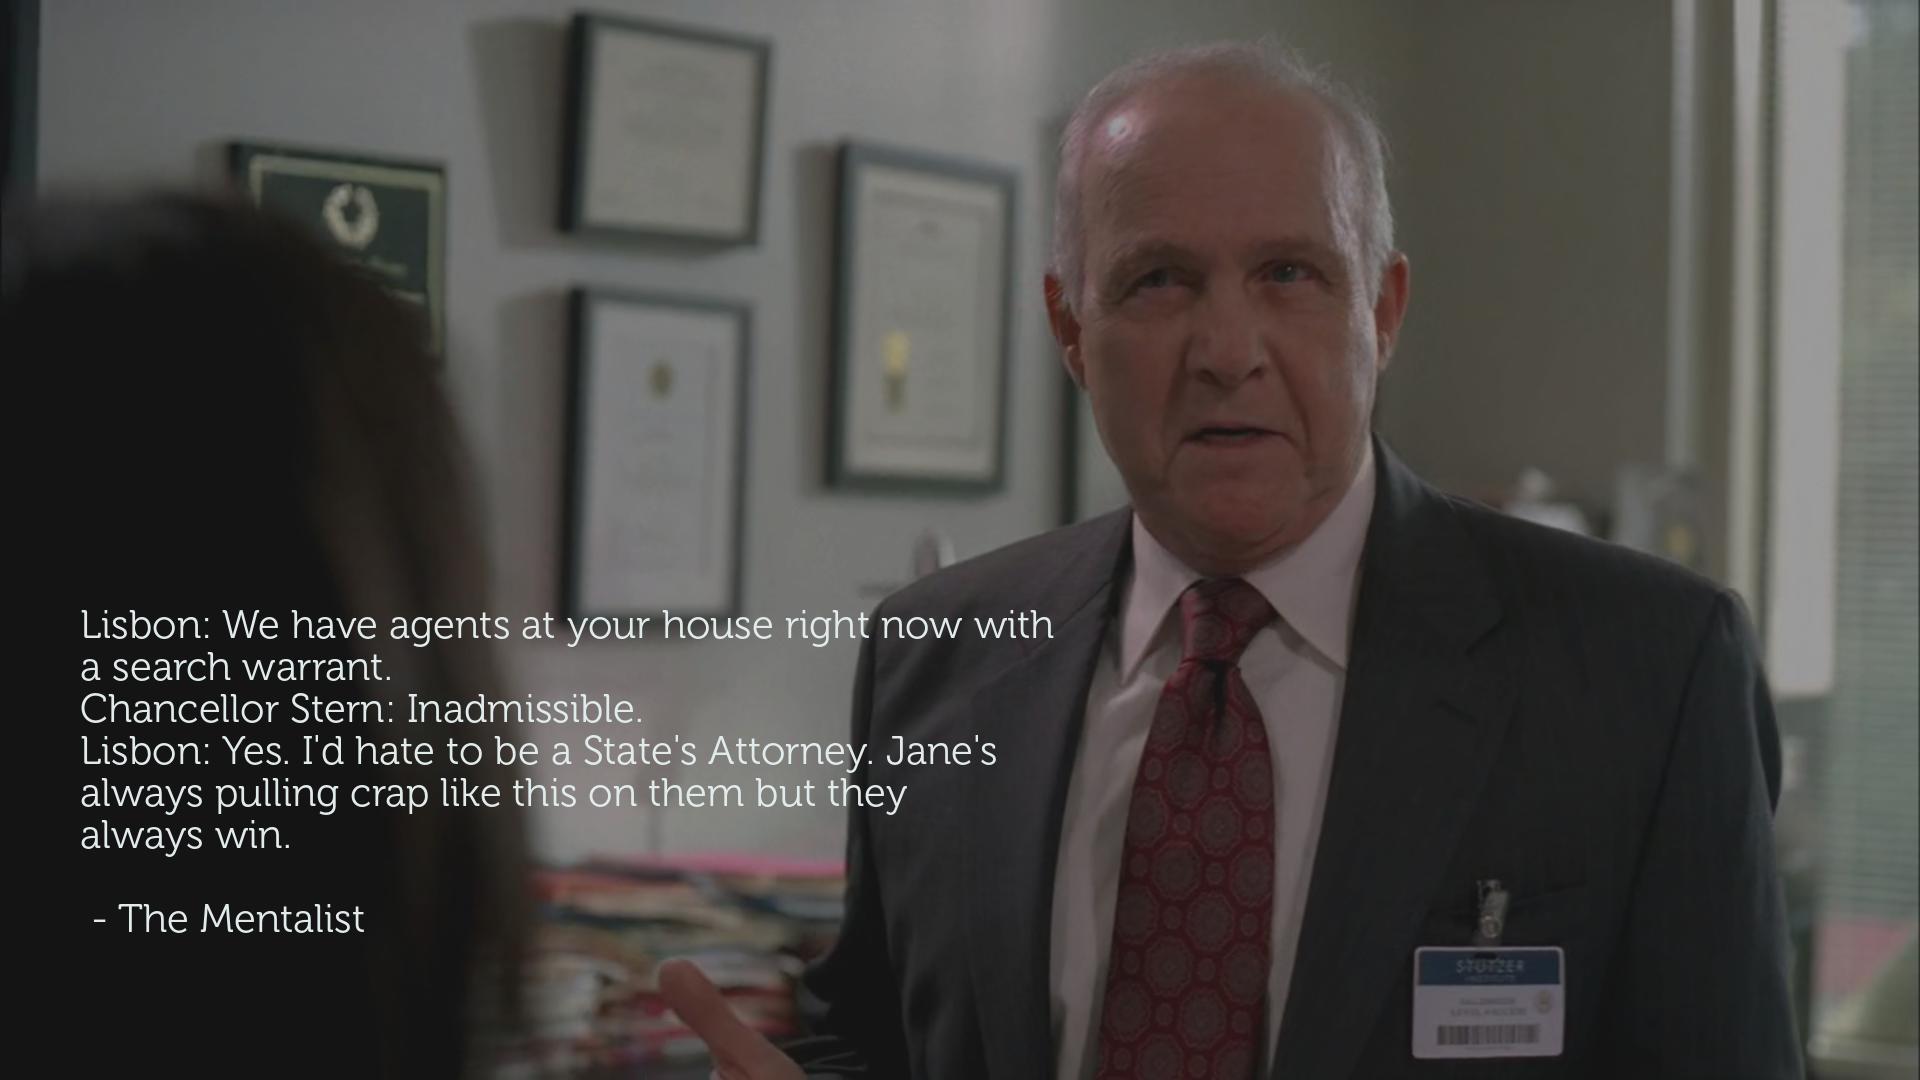 Lisbon: We have agents at your house right now with
a search warrant.
Chancellor Stern: Inadmissible.
Lisbon: Yes. I'd hate to be a State's Attorney. Jane's
always pulling crap like this on them but they
always win.
- The Mentalist
STUTZER